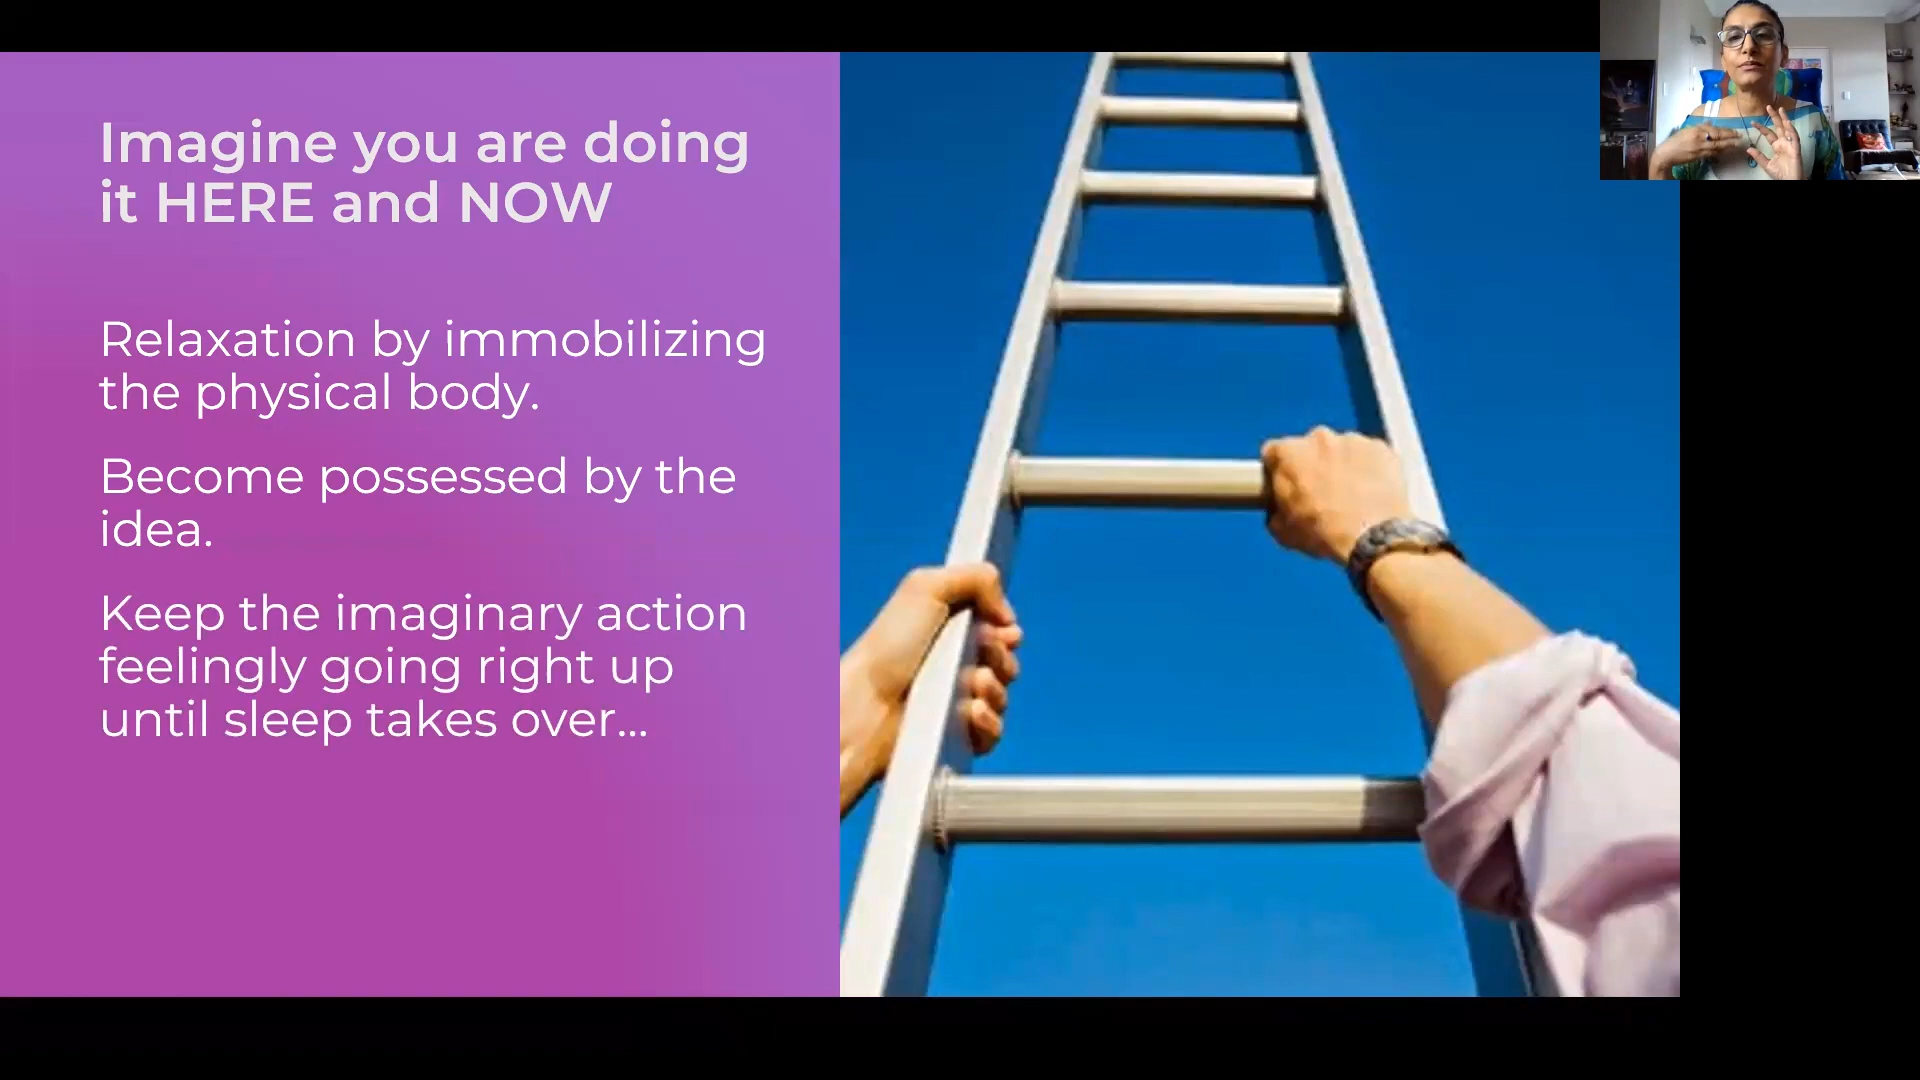 Imagine you are doing
it HERE and NOW
Relaxation by immobilizing
the physical body.
Become possessed by the
idea.
Keep the imaginary action
feelingly going right up
until sleep takes over...